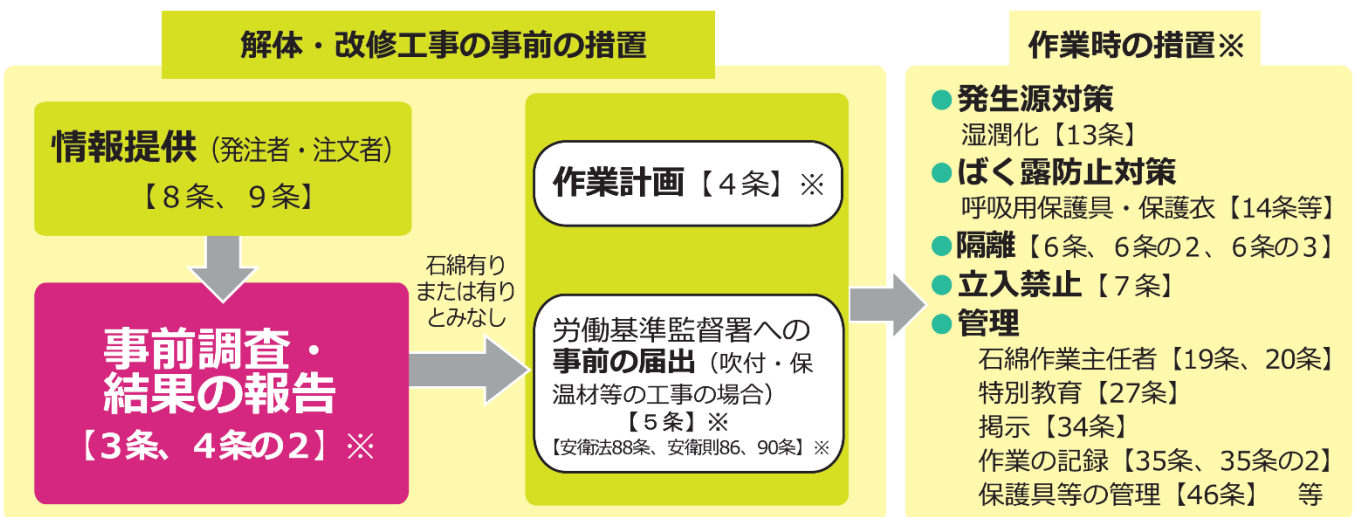 解体・改修工事の事前の措置
情報提供（発注者・注文者）
【８条、９条】
事前調査・
結果の報告
【３条、４条の２】※
石綿有り
または有り
とみなし
作業計画【４条】※
労働基準監督署への
事前の届出（吹付・保
温材等の工事の場合）
【５条】※
【安衛法88条、安衛則86、90条】※
作業時の措置※
●発生源対策
湿潤化【13条】
●ばく露防止対策
呼吸用保護具・保護衣【14条等】
●隔離【６条、６条の２、６条の３】
●立入禁止【７条】
●管理
石綿作業主任者【19条、20条】
特別教育【27条】
掲示【34条】
作業の記録【35条、35条の2】
保護具等の管理【46条】　等